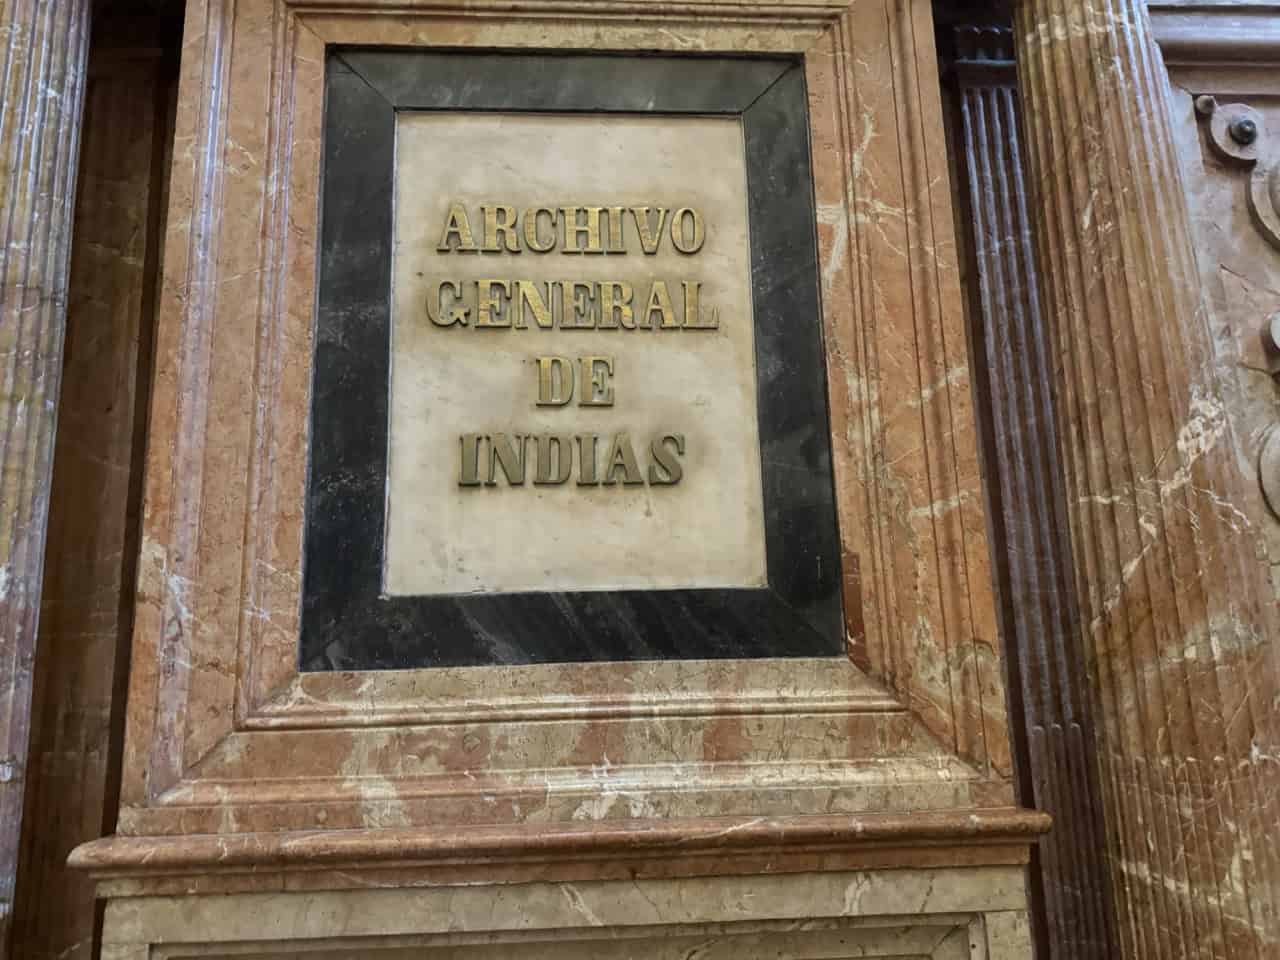 ARCHIVO
GENERAL
DE
INDIAS